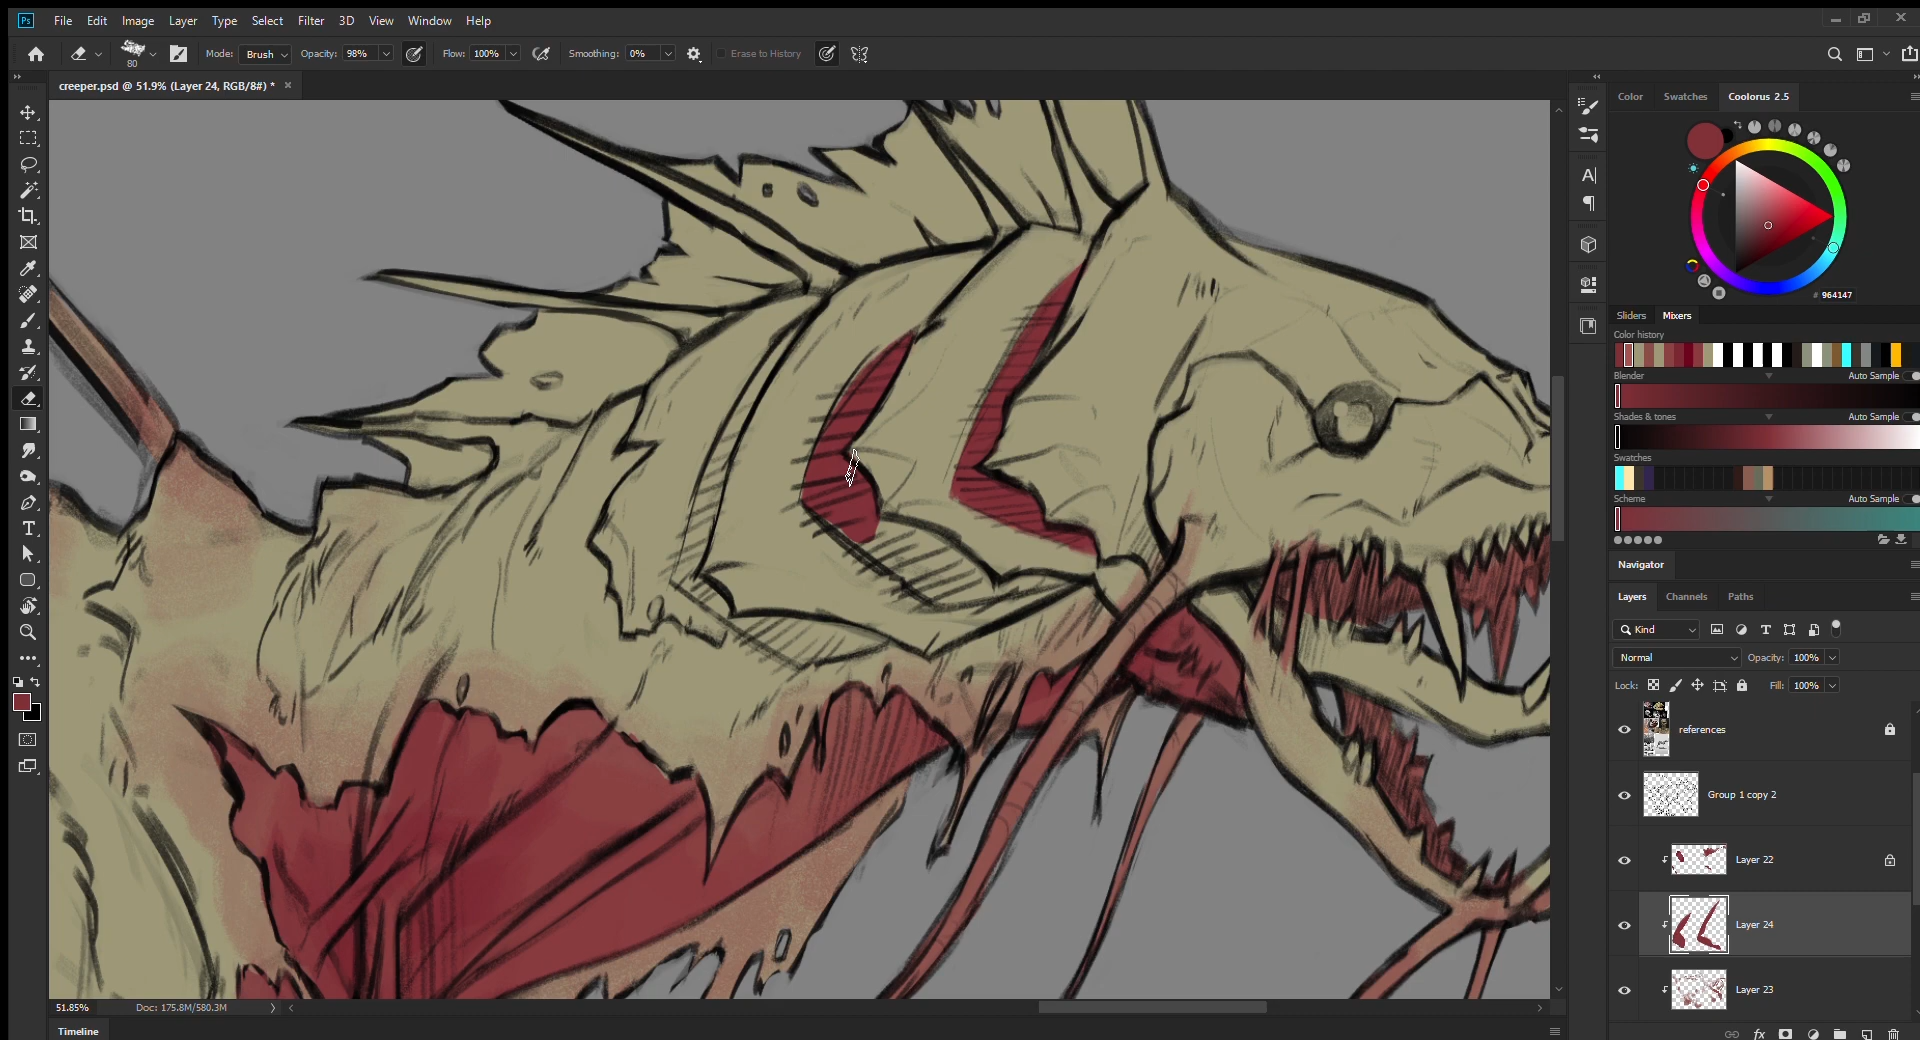 Ps File Edit Image Layer Type Select Filter 3D View Window Help
80 Mode: Brush Opacity: 98% Flow: 100% Smoothing: 0% Erase to History
creeper.psd @ 51.9% (Layer 24, RGB/8#) *
Color Swatches Coolorus 2.5
# 964147
Sliders Mixers
Color history
Blender Auto Sample
Shades & tones Auto Sample
Swatches
Scheme Auto Sample
Navigator
Layers Channels Paths
Kind
Normal Opacity: 100%
Lock: Fill: 100%
references
Group 1 copy 2
Layer 22
Layer 24
Layer 23
fx
51.85% Doc: 175.8M/580.3M
Timeline